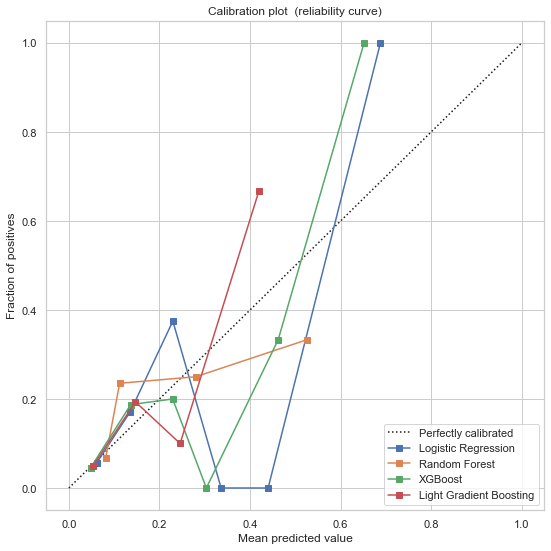 Calibration plot (reliability curve)
Fraction of positives
1.0
0.8
0.6
0.4
0.2
0.0
0.0 0.2 0.4 0.6 0.8 1.0
Mean predicted value
Perfectly calibrated
Logistic Regression
Random Forest
XGBoost
Light Gradient Boosting